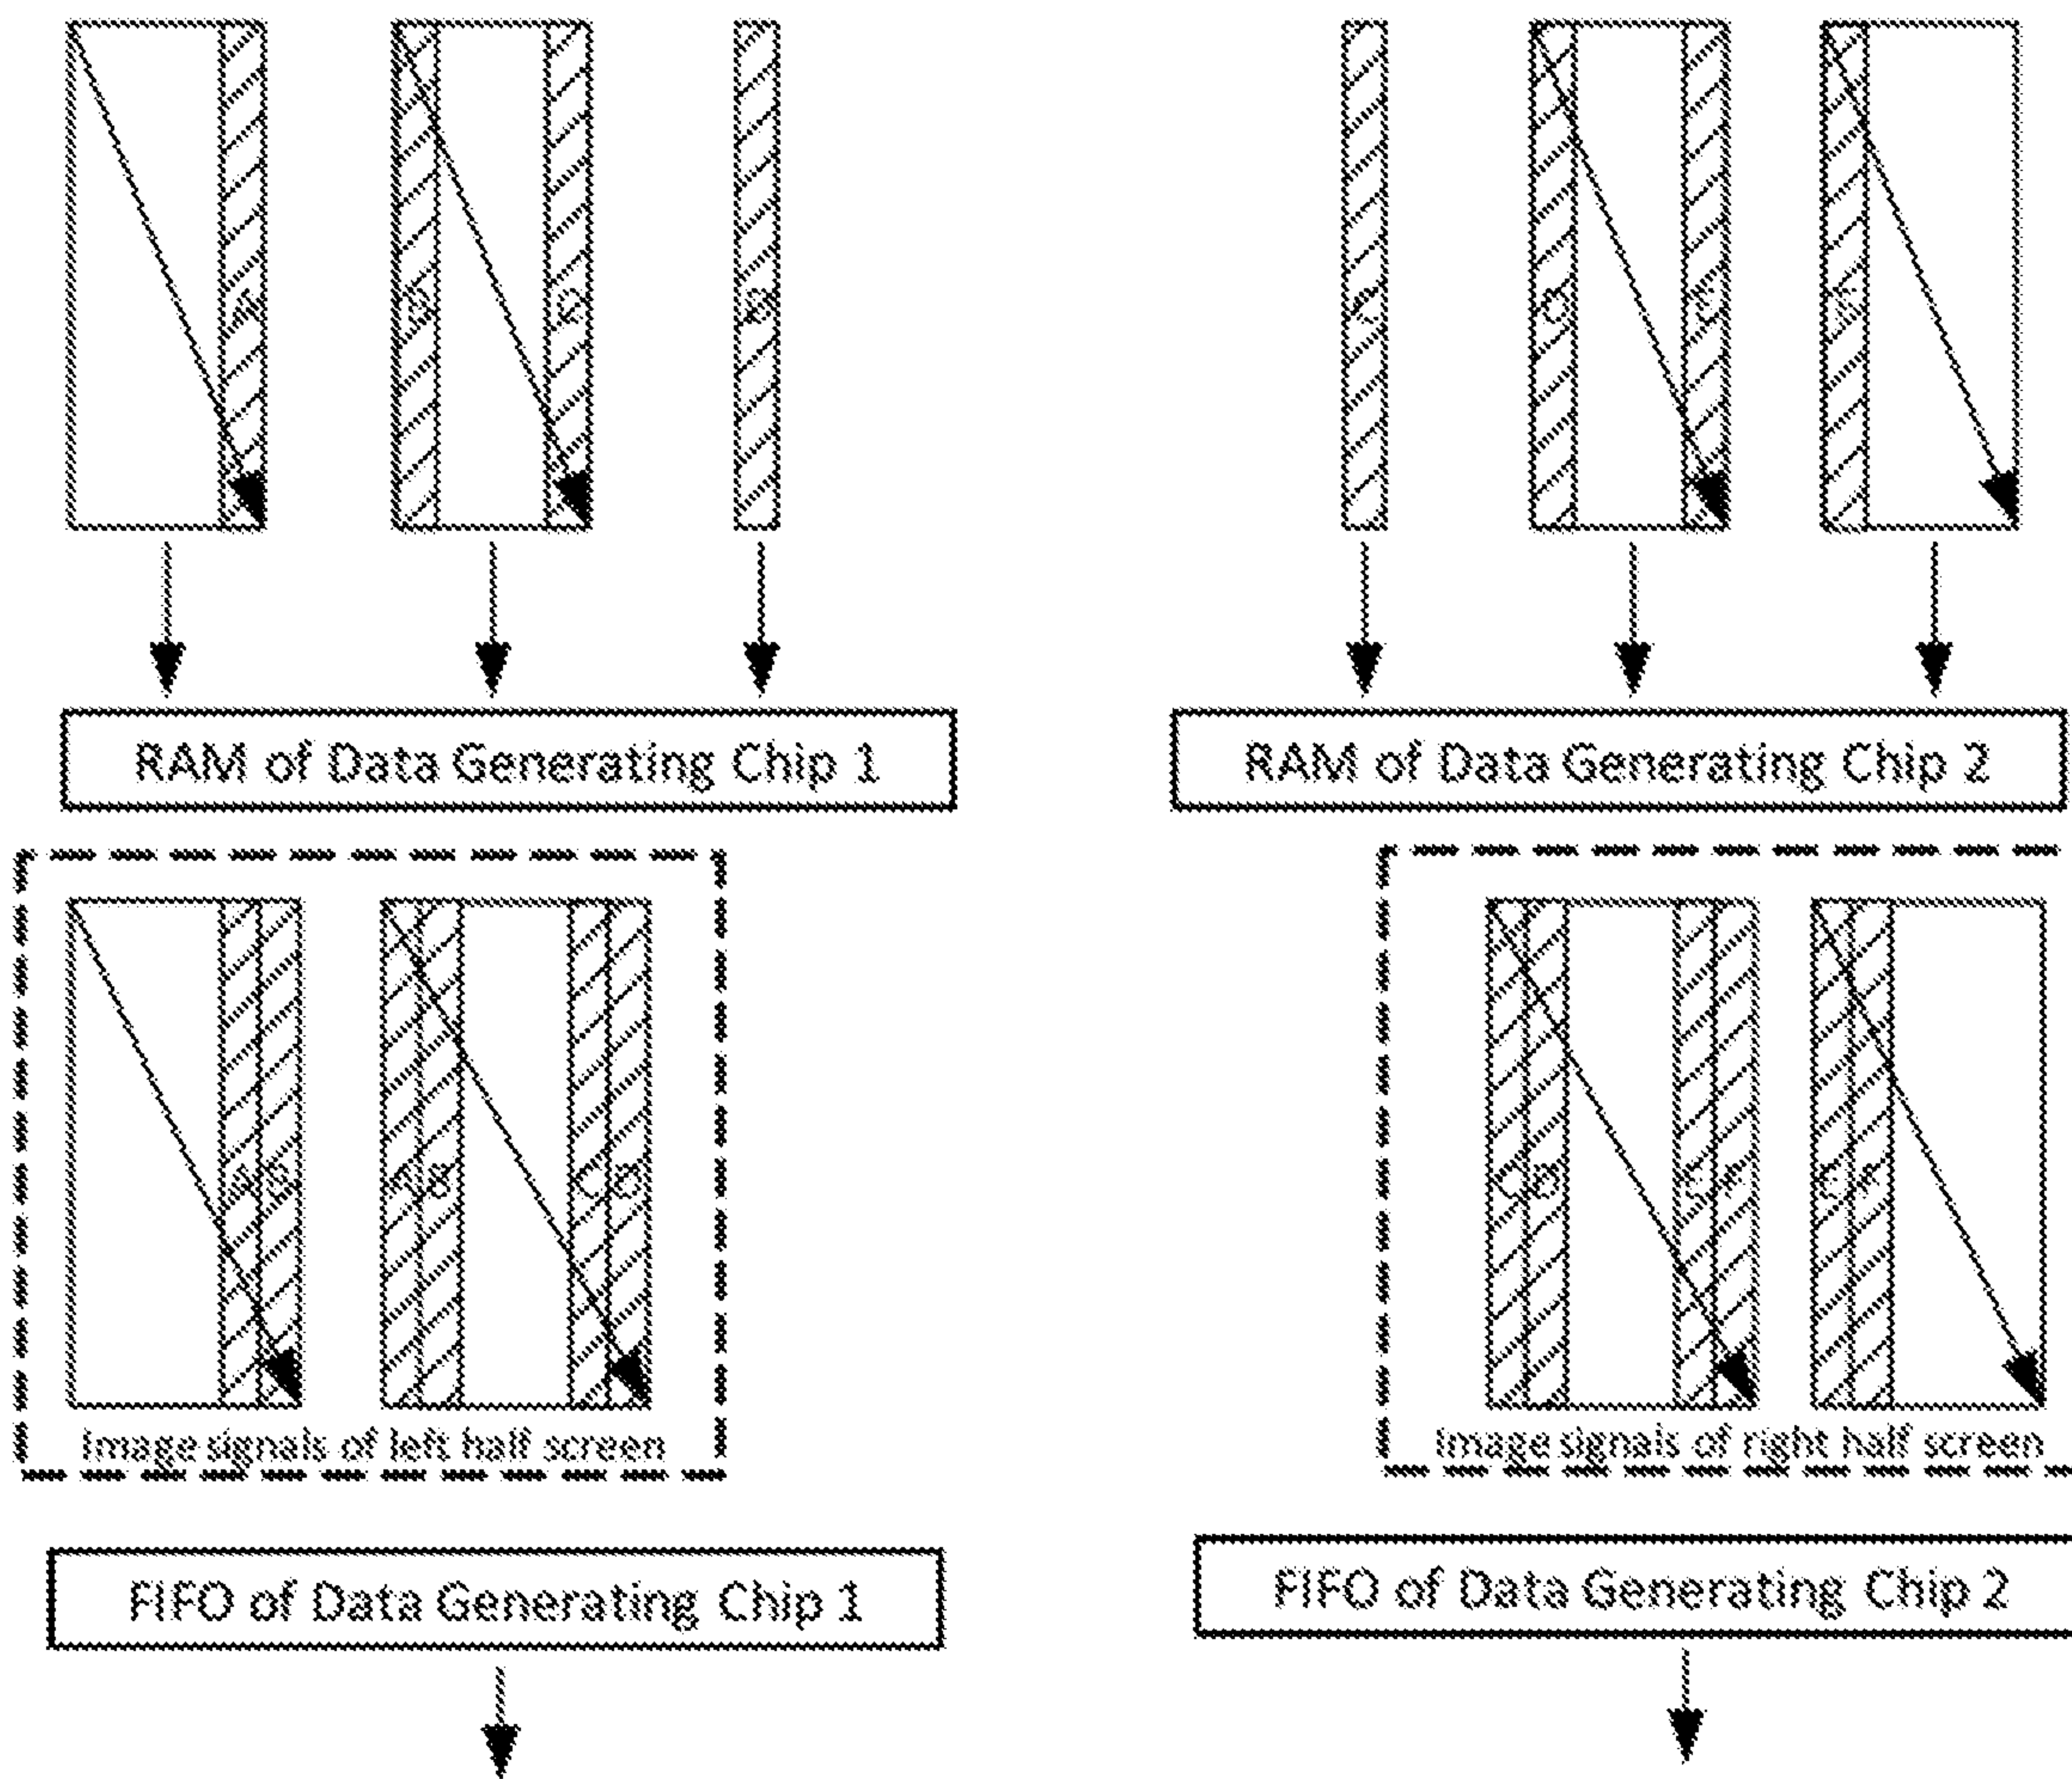 A
RAM of Data Generating Chip 1
RAM of Data Generating Chip 2
A B
A B
C D
C D
Image signals of left half screen
Image signals of right half screen
FIFO of Data Generating Chip 1
FIFO of Data Generating Chip 2